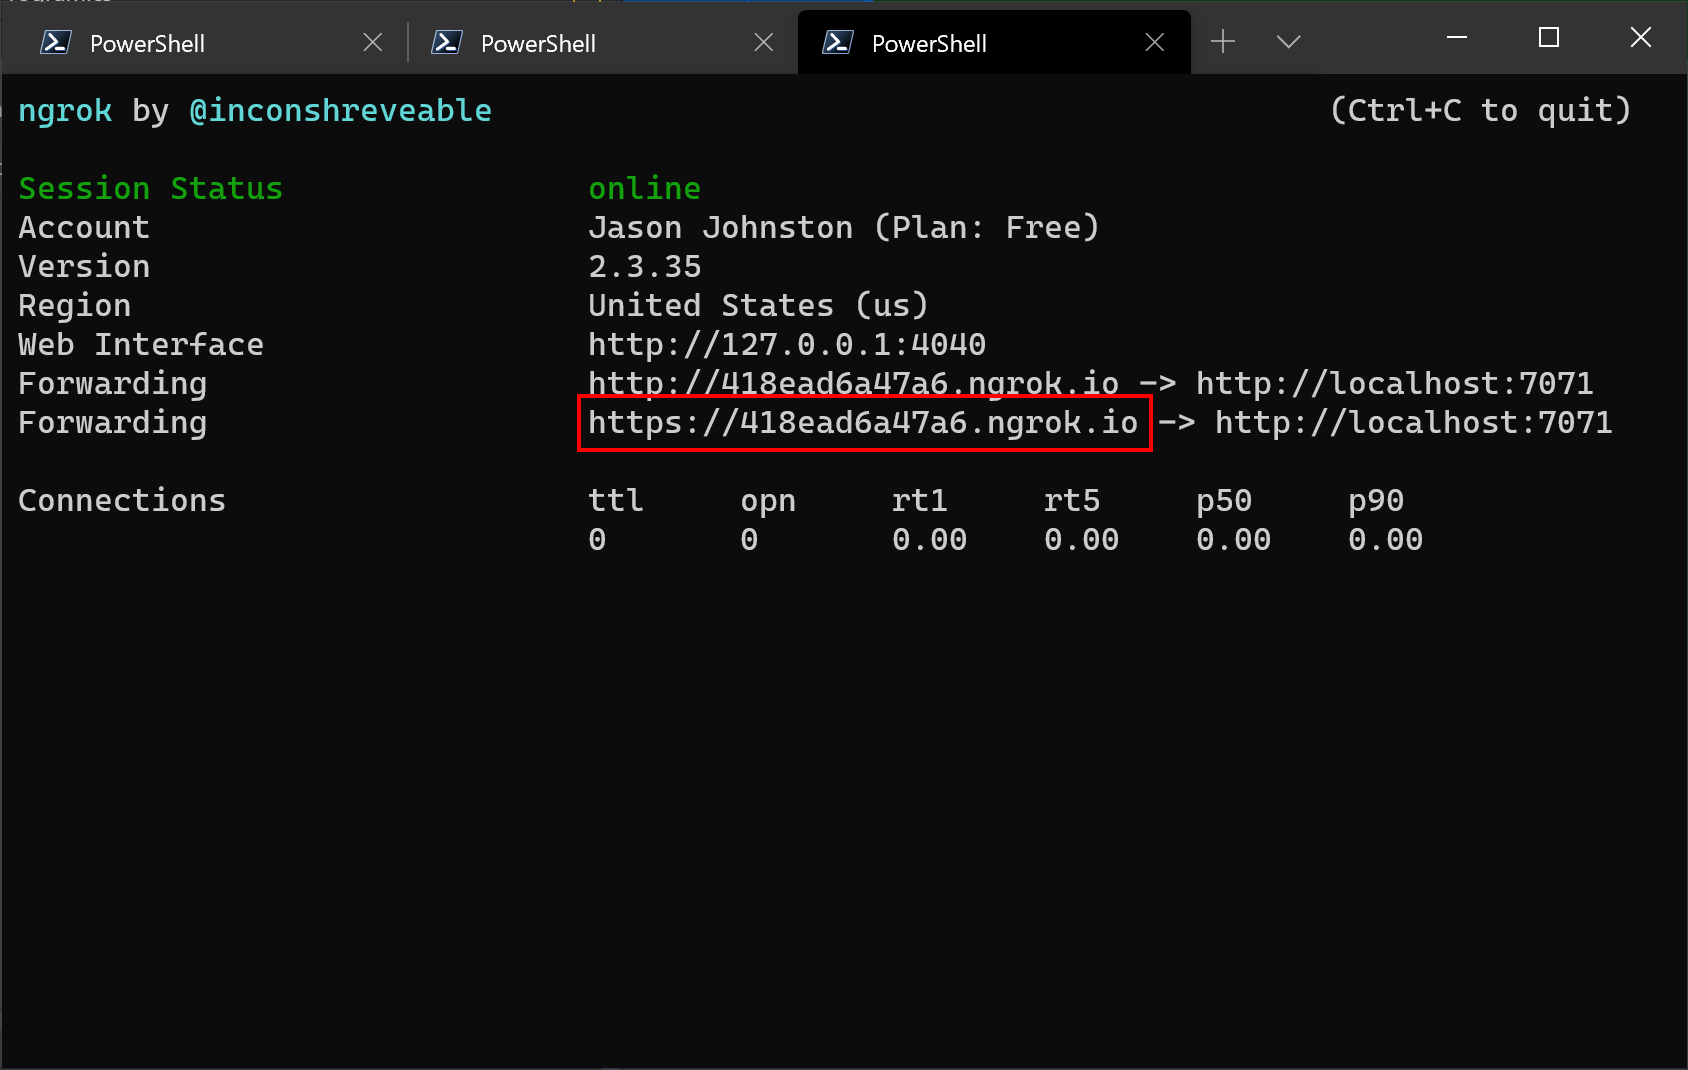 PowerShell PowerShell PowerShell
ngrok by @inconshreveable (Ctrl+C to quit)
Session Status online
Account Jason Johnston (Plan: Free)
Version 2.3.35
Region United States (us)
Web Interface http://127.0.0.1:4040
Forwarding http://418ead6a47a6.ngrok.io -> http://localhost:7071
Forwarding https://418ead6a47a6.ngrok.io -> http://localhost:7071
Connections ttl opn rt1 rt5 p50 p90
0 0 0.00 0.00 0.00 0.00